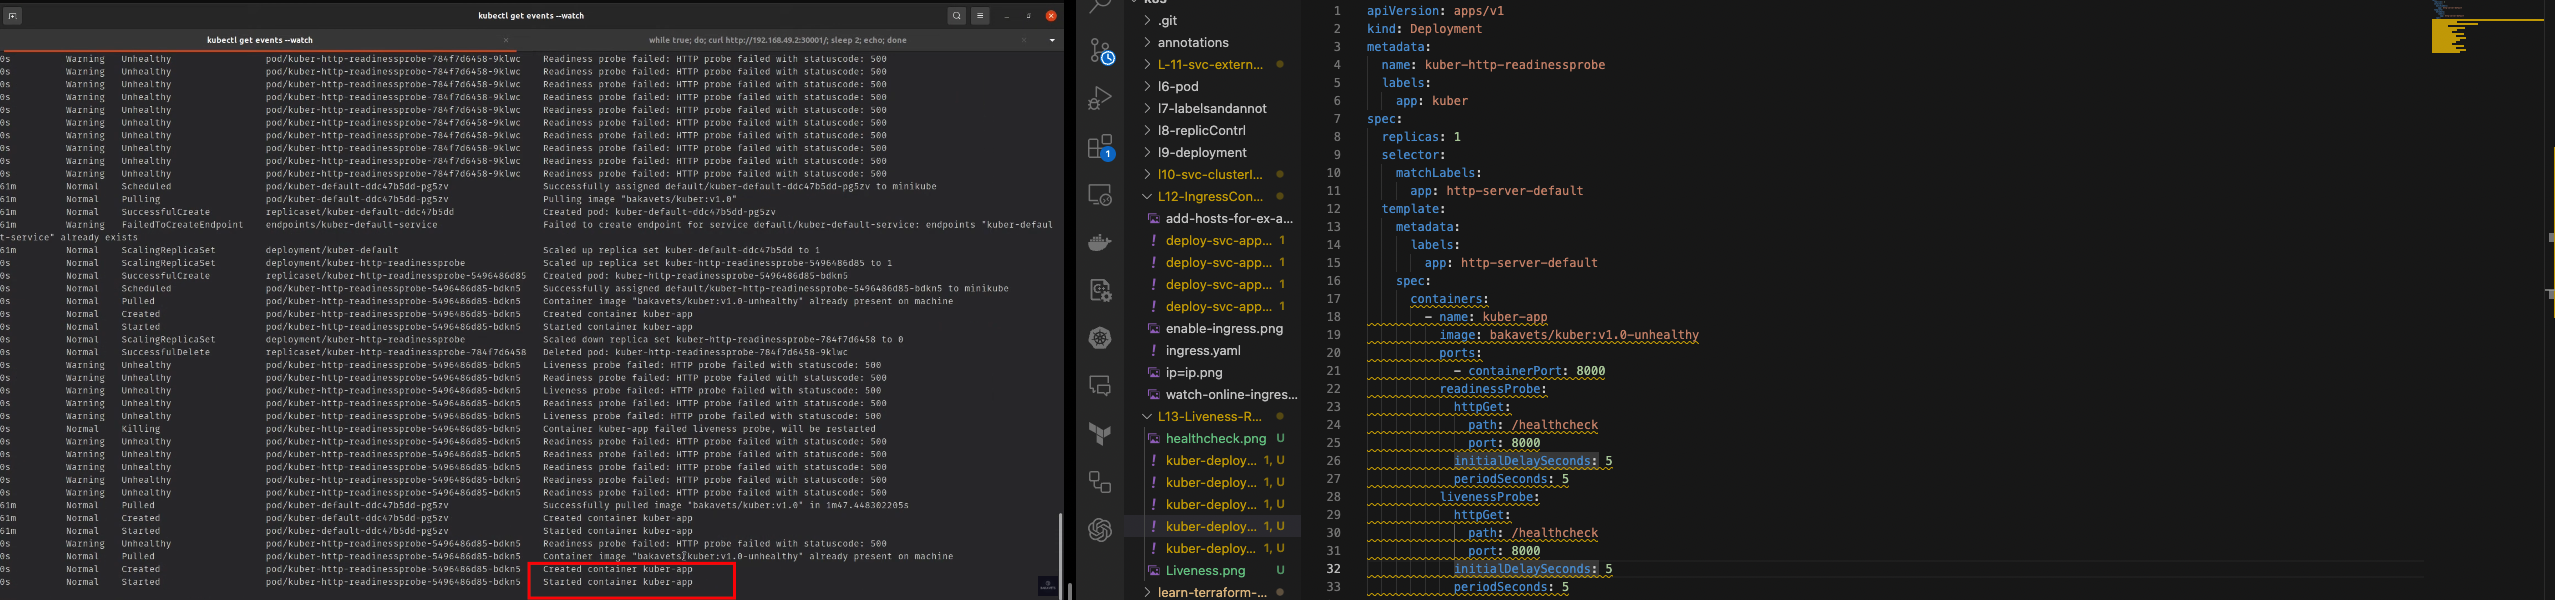 kubectl get events --watch
kubectl get events --watch
while true; do; curl http://192.168.49.2:30001/; sleep 2; echo; done
0s Warning Unhealthy pod/kuber-http-readinessprobe-784f7d6458-9klwc Readiness probe failed: HTTP probe failed with statuscode: 500
0s Warning Unhealthy pod/kuber-http-readinessprobe-784f7d6458-9klwc Readiness probe failed: HTTP probe failed with statuscode: 500
0s Warning Unhealthy pod/kuber-http-readinessprobe-784f7d6458-9klwc Readiness probe failed: HTTP probe failed with statuscode: 500
0s Warning Unhealthy pod/kuber-http-readinessprobe-784f7d6458-9klwc Readiness probe failed: HTTP probe failed with statuscode: 500
0s Warning Unhealthy pod/kuber-http-readinessprobe-784f7d6458-9klwc Readiness probe failed: HTTP probe failed with statuscode: 500
0s Warning Unhealthy pod/kuber-http-readinessprobe-784f7d6458-9klwc Readiness probe failed: HTTP probe failed with statuscode: 500
0s Warning Unhealthy pod/kuber-http-readinessprobe-784f7d6458-9klwc Readiness probe failed: HTTP probe failed with statuscode: 500
0s Warning Unhealthy pod/kuber-http-readinessprobe-784f7d6458-9klwc Readiness probe failed: HTTP probe failed with statuscode: 500
0s Warning Unhealthy pod/kuber-http-readinessprobe-784f7d6458-9klwc Readiness probe failed: HTTP probe failed with statuscode: 500
0s Warning Unhealthy pod/kuber-http-readinessprobe-784f7d6458-9klwc Readiness probe failed: HTTP probe failed with statuscode: 500
61m Normal Scheduled pod/kuber-default-ddc47b5dd-pg5zv Successfully assigned default/kuber-default-ddc47b5dd-pg5zv to minikube
61m Normal Pulling pod/kuber-default-ddc47b5dd-pg5zv Pulling image "bakavets/kuber:v1.0"
61m Normal SuccessfulCreate replicaset/kuber-default-ddc47b5dd Created pod: kuber-default-ddc47b5dd-pg5zv
61m Warning FailedToCreateEndpoint endpoints/kuber-default-service Failed to create endpoint for service default/kuber-default-service: endpoints "kuber-defaul
t-service" already exists
61m Normal ScalingReplicaSet deployment/kuber-default Scaled up replica set kuber-default-ddc47b5dd to 1
0s Normal ScalingReplicaSet deployment/kuber-http-readinessprobe Scaled up replica set kuber-http-readinessprobe-5496486d85 to 1
0s Normal SuccessfulCreate replicaset/kuber-http-readinessprobe-5496486d85 Created pod: kuber-http-readinessprobe-5496486d85-bdkn5
0s Normal Scheduled pod/kuber-http-readinessprobe-5496486d85-bdkn5 Successfully assigned default/kuber-http-readinessprobe-5496486d85-bdkn5 to minikube
0s Normal Pulled pod/kuber-http-readinessprobe-5496486d85-bdkn5 Container image "bakavets/kuber:v1.0-unhealthy" already present on machine
0s Normal Created pod/kuber-http-readinessprobe-5496486d85-bdkn5 Created container kuber-app
0s Normal Started pod/kuber-http-readinessprobe-5496486d85-bdkn5 Started container kuber-app
0s Normal ScalingReplicaSet deployment/kuber-http-readinessprobe Scaled down replica set kuber-http-readinessprobe-784f7d6458 to 0
0s Normal SuccessfulDelete replicaset/kuber-http-readinessprobe-784f7d6458 Deleted pod: kuber-http-readinessprobe-784f7d6458-9klwc
0s Warning Unhealthy pod/kuber-http-readinessprobe-5496486d85-bdkn5 Liveness probe failed: HTTP probe failed with statuscode: 500
0s Warning Unhealthy pod/kuber-http-readinessprobe-5496486d85-bdkn5 Readiness probe failed: HTTP probe failed with statuscode: 500
0s Warning Unhealthy pod/kuber-http-readinessprobe-5496486d85-bdkn5 Liveness probe failed: HTTP probe failed with statuscode: 500
0s Warning Unhealthy pod/kuber-http-readinessprobe-5496486d85-bdkn5 Readiness probe failed: HTTP probe failed with statuscode: 500
0s Warning Unhealthy pod/kuber-http-readinessprobe-5496486d85-bdkn5 Liveness probe failed: HTTP probe failed with statuscode: 500
0s Normal Killing pod/kuber-http-readinessprobe-5496486d85-bdkn5 Container kuber-app failed liveness probe, will be restarted
0s Warning Unhealthy pod/kuber-http-readinessprobe-5496486d85-bdkn5 Readiness probe failed: HTTP probe failed with statuscode: 500
0s Warning Unhealthy pod/kuber-http-readinessprobe-5496486d85-bdkn5 Readiness probe failed: HTTP probe failed with statuscode: 500
0s Warning Unhealthy pod/kuber-http-readinessprobe-5496486d85-bdkn5 Readiness probe failed: HTTP probe failed with statuscode: 500
0s Warning Unhealthy pod/kuber-http-readinessprobe-5496486d85-bdkn5 Readiness probe failed: HTTP probe failed with statuscode: 500
0s Warning Unhealthy pod/kuber-http-readinessprobe-5496486d85-bdkn5 Readiness probe failed: HTTP probe failed with statuscode: 500
61m Normal Pulled pod/kuber-default-ddc47b5dd-pg5zv Successfully pulled image "bakavets/kuber:v1.0" in 1m47.448302205s
61m Normal Created pod/kuber-default-ddc47b5dd-pg5zv Created container kuber-app
61m Normal Started pod/kuber-default-ddc47b5dd-pg5zv Started container kuber-app
0s Warning Unhealthy pod/kuber-http-readinessprobe-5496486d85-bdkn5 Readiness probe failed: HTTP probe failed with statuscode: 500
0s Normal Pulled pod/kuber-http-readinessprobe-5496486d85-bdkn5 Container image "bakavets/kuber:v1.0-unhealthy" already present on machine
0s Normal Created pod/kuber-http-readinessprobe-5496486d85-bdkn5 Created container kuber-app
0s Normal Started pod/kuber-http-readinessprobe-5496486d85-bdkn5 Started container kuber-app
1
.git
annotations
L-11-svc-extern...
l6-pod
l7-labelsandannot
l8-replicContrl
l9-deployment
l10-svc-clusterI...
L12-IngressCon...
add-hosts-for-ex-a...
deploy-svc-app... 1
deploy-svc-app... 1
deploy-svc-app... 1
deploy-svc-app... 1
enable-ingress.png
ingress.yaml
ip=ip.png
watch-online-ingres...
L13-Liveness-R...
healthcheck.png U
kuber-deploy... 1, U
kuber-deploy... 1, U
kuber-deploy... 1, U
kuber-deploy... 1, U
kuber-deploy... 1, U
Liveness.png U
learn-terraform-...
1 apiVersion: apps/v1
2 kind: Deployment
3 metadata:
4 name: kuber-http-readinessprobe
5 labels:
6 app: kuber
7 spec:
8 replicas: 1
9 selector:
10 matchLabels:
11 app: http-server-default
12 template:
13 metadata:
14 labels:
15 app: http-server-default
16 spec:
17 containers:
18 - name: kuber-app
19 image: bakavets/kuber:v1.0-unhealthy
20 ports:
21 - containerPort: 8000
22 readinessProbe:
23 httpGet:
24 path: /healthcheck
25 port: 8000
26 initialDelaySeconds: 5
27 periodSeconds: 5
28 livenessProbe:
29 httpGet:
30 path: /healthcheck
31 port: 8000
32 initialDelaySeconds: 5
33 periodSeconds: 5